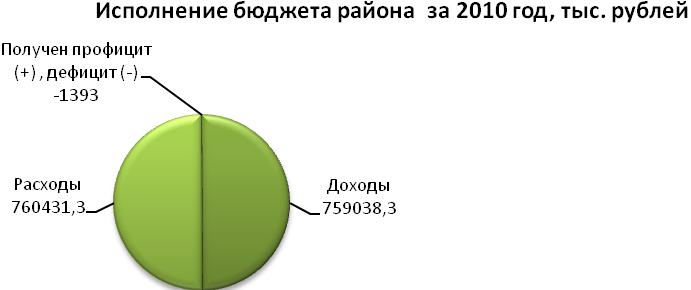 Исполнение бюджета района за 2010 год, тыс. рублей
Получен профицит
(+) , дефицит (-)
-1393
Расходы
760431,3
Доходы
759038,3